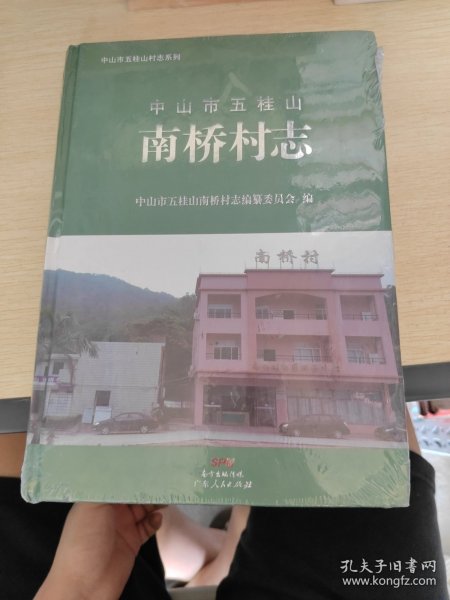 中山市五桂山村志系列
中山市五桂山
南桥村志
中山市五桂山南桥村志编纂委员会 编
南桥村
南方出版传媒
广东人民出版社
孔夫子旧书网
www.kongfz.com